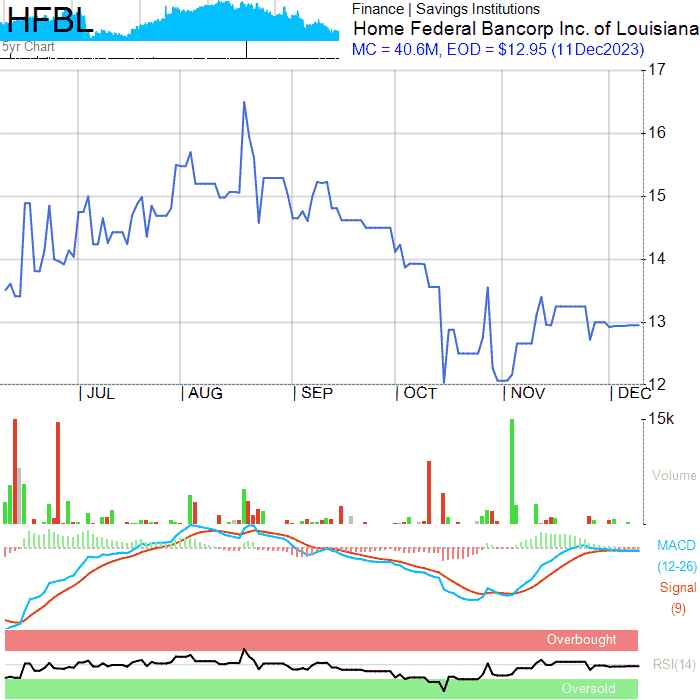 HFBL
5yr Chart
Finance | Savings Institutions
Home Federal Bancorp Inc. of Louisiana
MC = 40.6M, EOD = $12.95 (11Dec2023)
17
16
15
14
13
12
JUL AUG SEP OCT NOV DEC
15k
Volume
MACD
(12-26)
Signal
(9)
Overbought
RSI(14)
Oversold